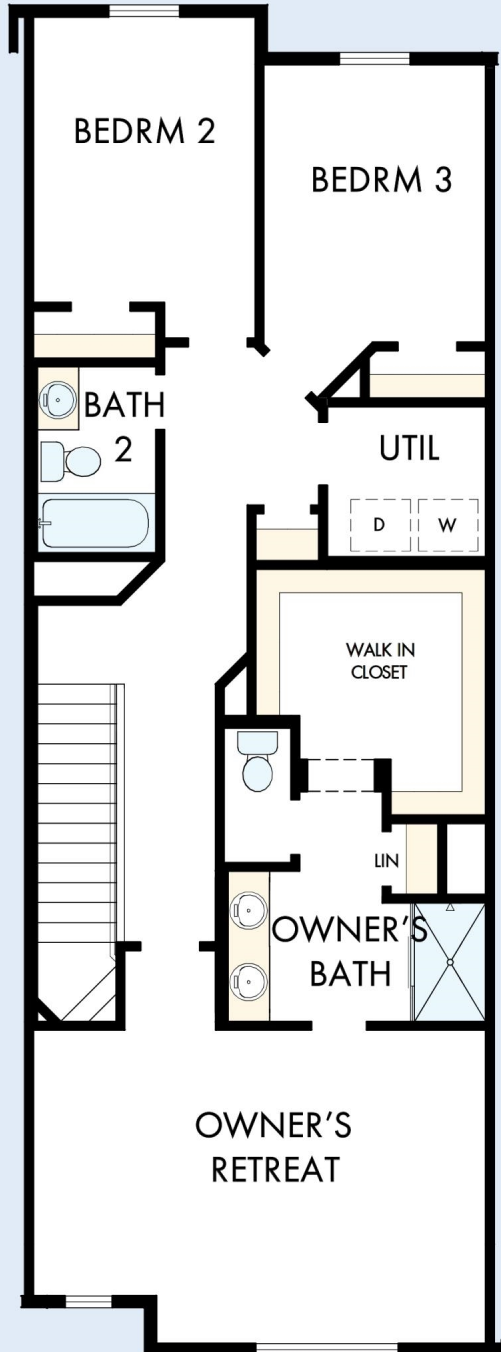 BEDRM 2
BEDRM 3
BATH
2
UTIL
D
W
WALK IN
CLOSET
LIN
OWNER'S
BATH
OWNER'S
RETREAT